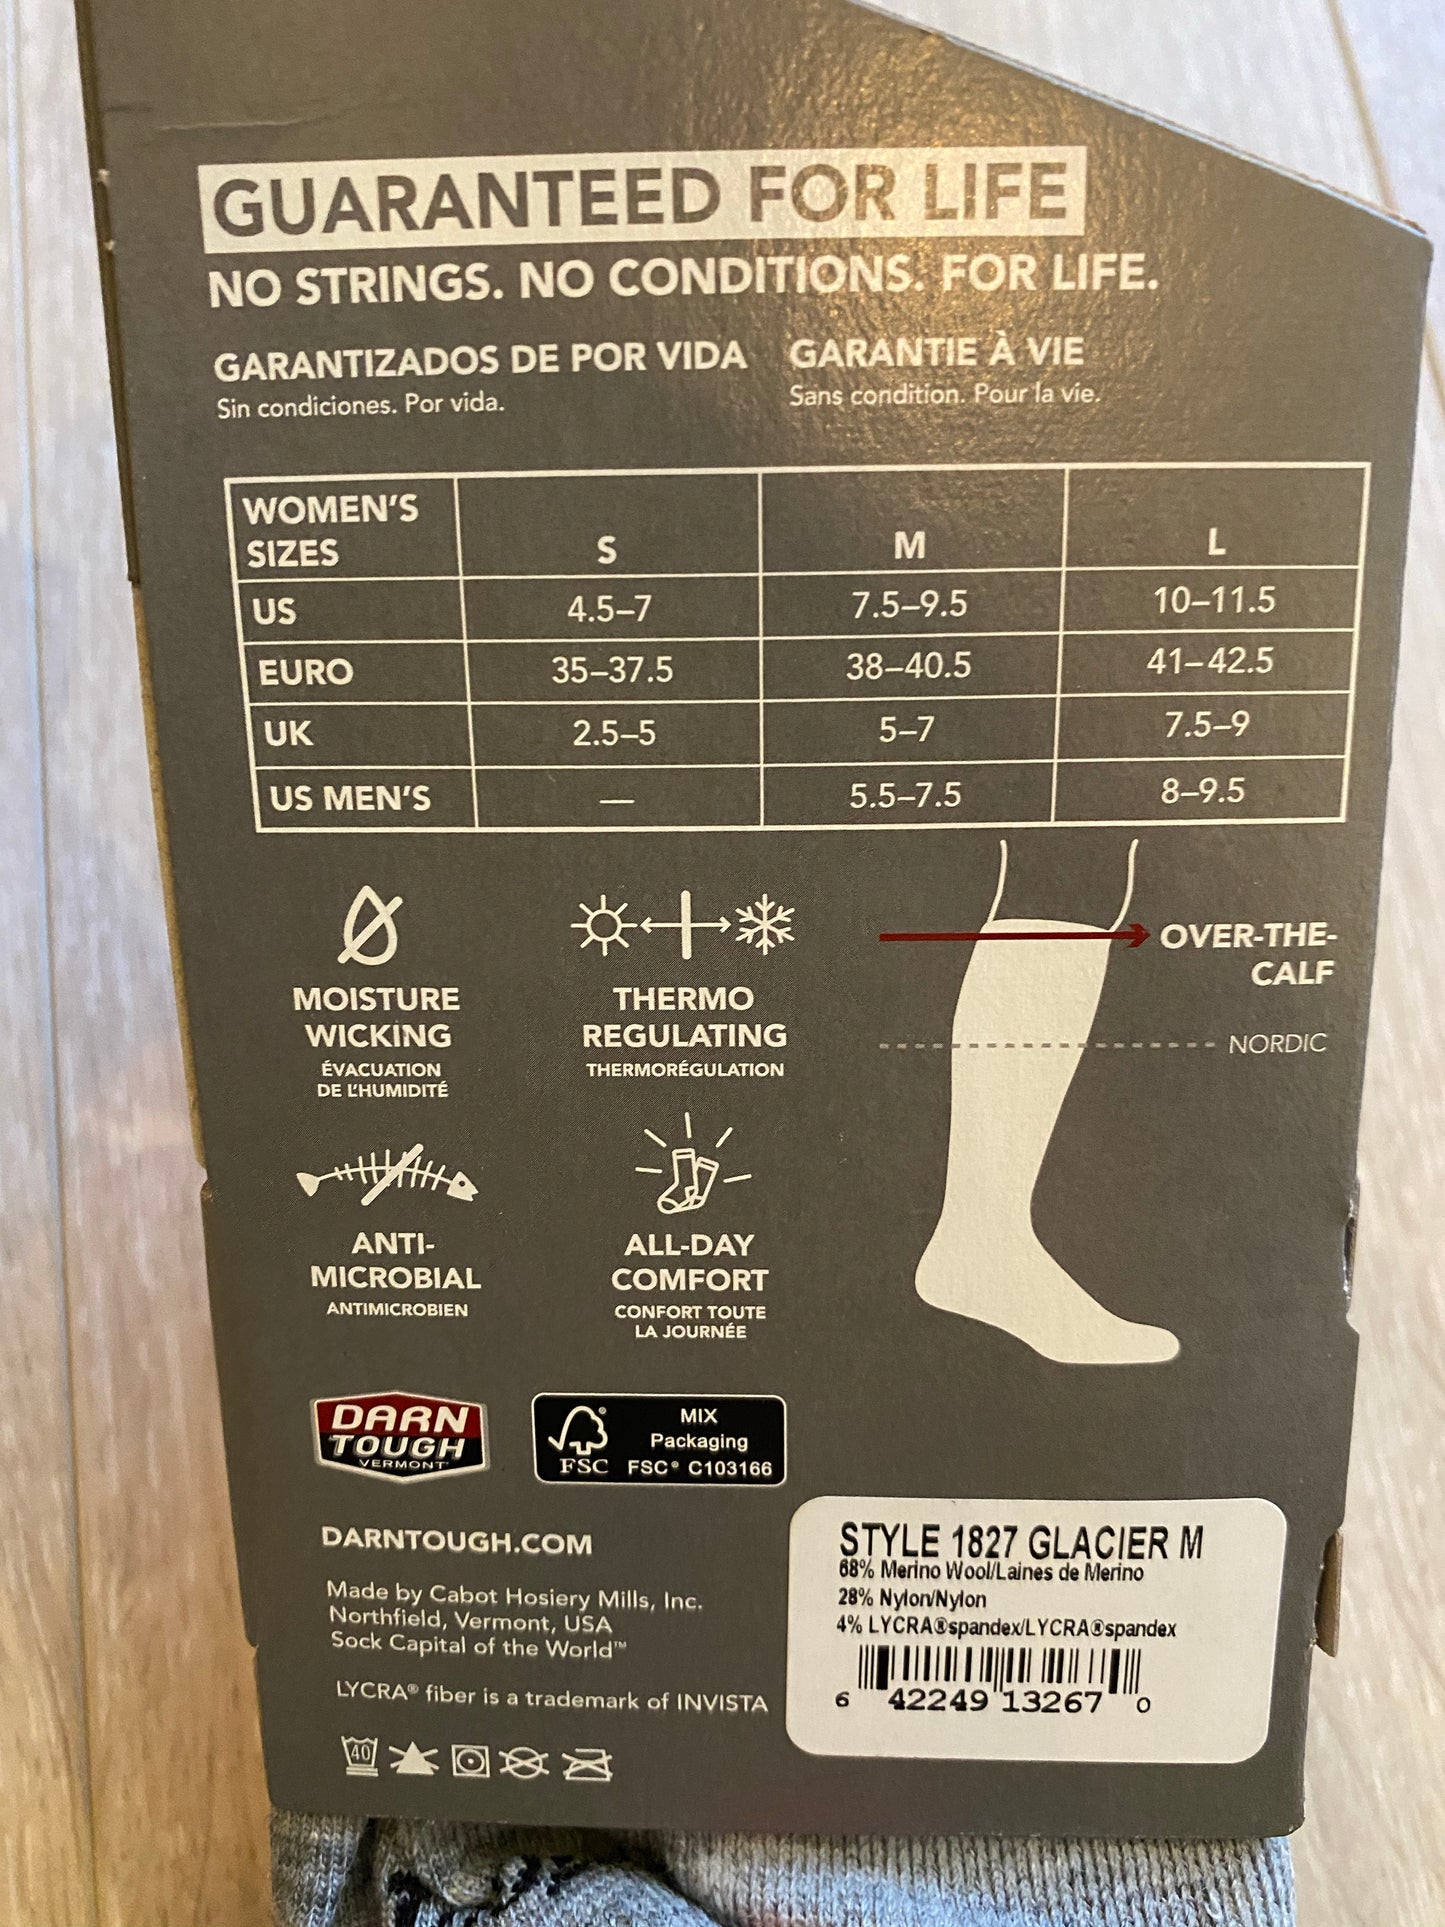 GUARANTEED FOR LIFE
NO STRINGS. NO CONDITIONS. FOR LIFE.
GARANTIZADOS DE POR VIDA
Sin condiciones. Por vida.
GARANTIE À VIE
Sans condition. Pour la vie.
WOMEN'S SIZES S M L
US 4.5–7 7.5–9.5 10–11.5
EURO 35–37.5 38–40.5 41–42.5
UK 2.5–5 5–7 7.5–9
US MEN'S — 5.5–7.5 8–9.5
MOISTURE
WICKING
ÉVACUATION
DE L'HUMIDITÉ
THERMO
REGULATING
THERMORÉGULATION
OVER-THE-
CALF
NORDIC
ANTI-
MICROBIAL
ANTIMICROBIEN
ALL-DAY
COMFORT
CONFORT TOUTE
LA JOURNÉE
DARN
TOUGH
VERMONT
FSC
MIX
Packaging
FSC® C103166
DARNTOUGH.COM
Made by Cabot Hosiery Mills, Inc.
Northfield, Vermont, USA
Sock Capital of the World™
LYCRA® fiber is a trademark of INVISTA
40
STYLE 1827 GLACIER M
68% Merino Wool/Laines de Merino
28% Nylon/Nylon
4% LYCRA®spandex/LYCRA®spandex
6 42249 13267 0